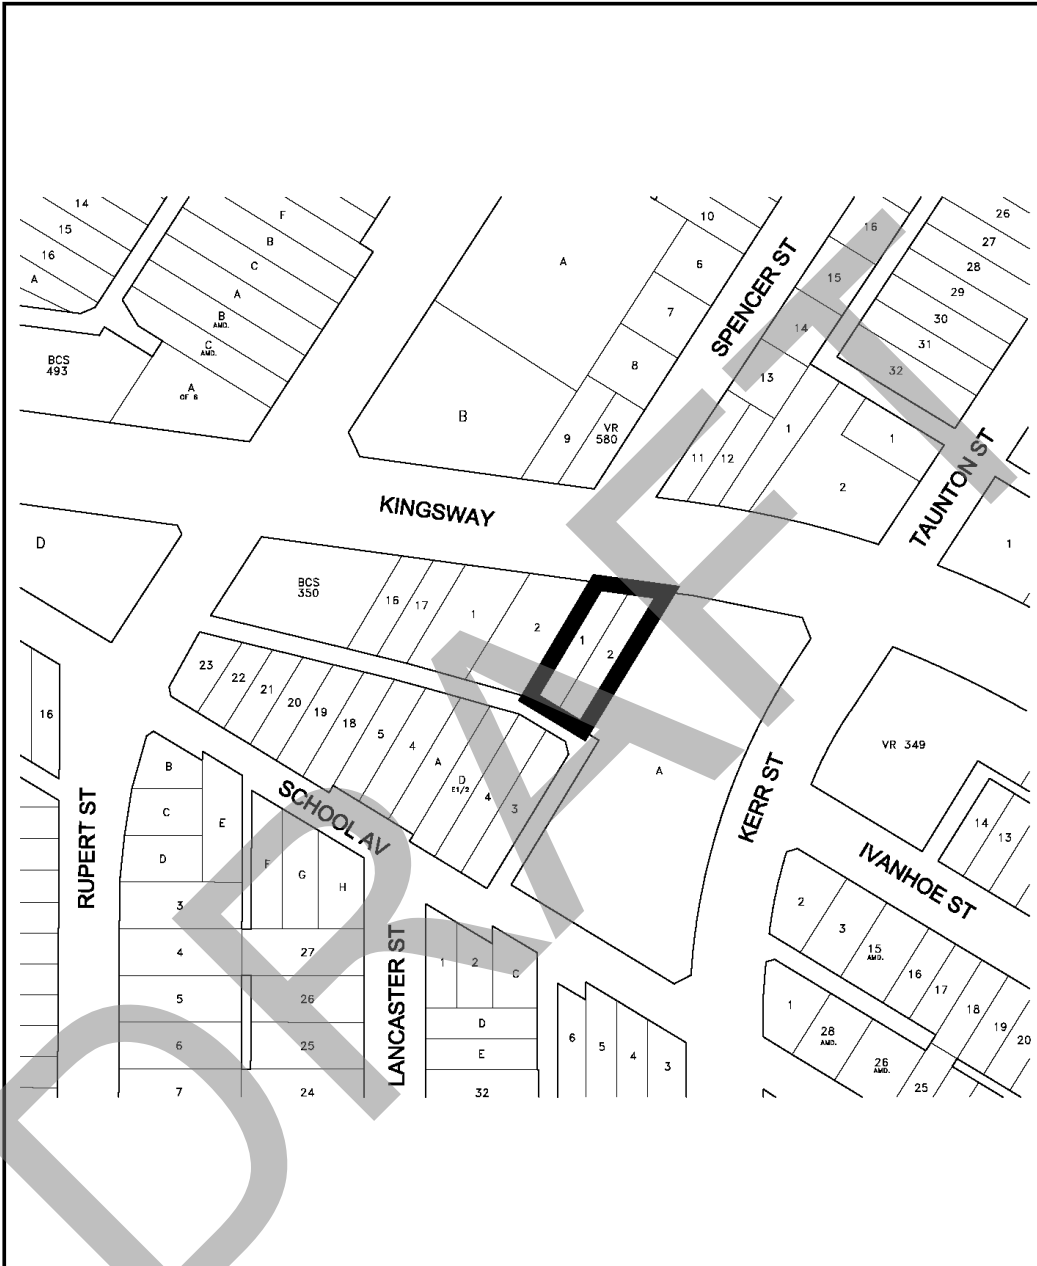 14
15
16
A
F
B
C
A
B
AMD.
C
AMD.
A
OF 6
BCS
493
A
B
9
VR
580
10
6
7
8
SPENCER ST
16
15
14
13
11
12
1
2
1
26
27
28
29
30
31
32
TAUNTON ST
1
KINGSWAY
D
BCS
350
16
17
1
2
1
2
A
23
22
21
20
19
18
5
4
A
D
E1/2
4
3
SCHOOL AV
KERR ST
VR 349
14
13
IVANHOE ST
16
RUPERT ST
B
C
D
E
3
4
5
6
7
F
G
H
27
26
25
24
LANCASTER ST
1
2
C
D
E
32
6
5
4
3
2
3
15
AMD.
16
17
18
19
20
1
28
AMD.
26
AMD.
25
DRAFT